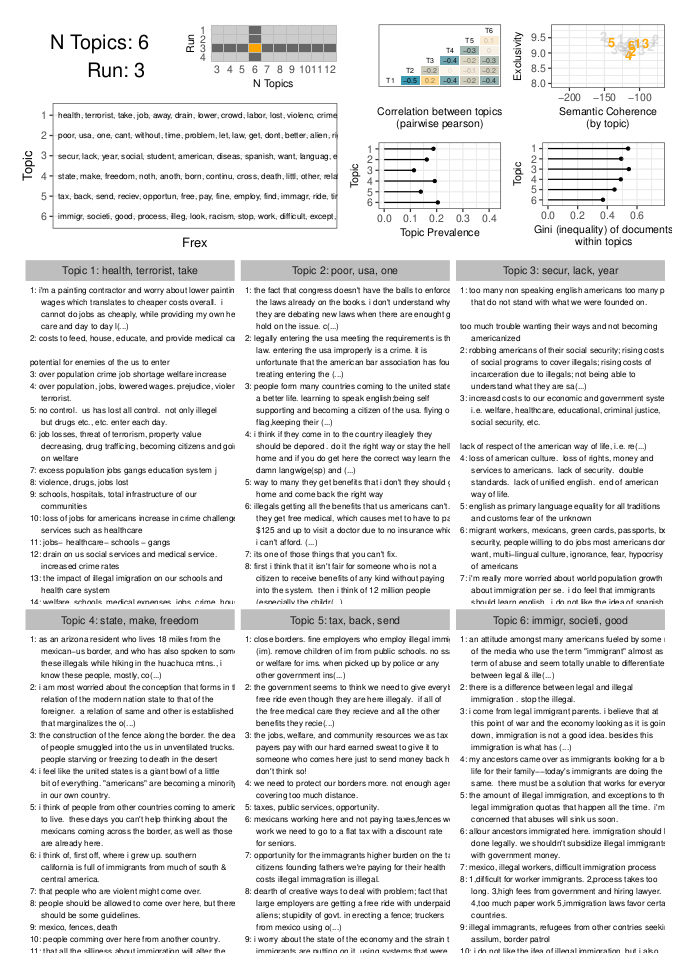 N Topics: 6
Run: 3
Run
1
2
3
4
3 4 5 6 7 8 9 10 11 12
N Topics
T6
T5 0.1
T4 −0.3 0
T3 −0.4 −0.2 −0.3
T2 −0.2 0 −0.2 −0.4
T1 −0.5 0.2 −0.4 −0.2 −0.4
Correlation between topics
(pairwise pearson)
Exclusivity
9.5
9.0
8.5
8.0
−200 −150 −100
Semantic Coherence
(by topic)
Topic
1 health, terrorist, take, job, away, drain, lower, crowd, labor, lost, violenc, crime
2 poor, usa, one, cant, without, time, problem, let, law, get, dont, better, alien, ri
3 secur, lack, year, social, student, american, diseas, spanish, want, languag, e
4 state, make, freedom, noth, anoth, born, continu, cross, death, littl, other, rela
5 tax, back, send, reciev, opportun, free, pay, fine, employ, find, immagr, ride, tir
6 immigr, societi, good, process, illeg, look, racism, stop, work, difficult, except,
Frex
Topic
1
2
3
4
5
6
0.0 0.2 0.4
Topic Prevalence
Topic
1
2
3
4
5
6
0.0 0.2 0.4 0.6
Gini (inequality) of documents
within topics
Topic 1: health, terrorist, take
1: i'm a painting contractor and worry about lower paintin
wages which translates to cheaper costs overall. i
cannot do jobs as cheaply, while providing my own he
care and day to day l(...)
2: costs to feed, house, educate, and provide medical ca
potential for enemies of the us to enter
3: over population crime job shortage welfare increase
4: over population, jobs, lowered wages. prejudice, violer
terrorist.
5: no control. us has lost all control. not only illegel
but drugs etc., etc. enter each day.
6: job losses, threat of terrorism, property value
decreasing, drug trafficing, becoming citizens and goin
on welfare
7: excess population jobs gangs education system j
8: violence, drugs, jobs lost
9: schools, hospitals, total infrastructure of our
communities
10: loss of jobs for americans increase in crime challenge
services such as healthcare
11: jobs− healthcare− schools − gangs
12: drain on us social services and medical service.
increased crime rates
13: the impact of illegal imigration on our schools and
health care system
14: welfare, schools, medical expenses, jobs, crime, hous
Topic 2: poor, usa, one
1: the fact that congress doesn't have the balls to enforce
the laws already on the books. i don't understand why
they are debating new laws when there are enought g
hold on the issue. c(...)
2: legally entering the usa meeting the requirements is th
law. entering the usa improperly is a crime. it is
unfortunate that the american bar association has fou
treating entering the (...)
3: people form many countries coming to the united state
a better life. learning to speak english;being self
supporting and becoming a citizen of the usa. flying o
flag,keeping their (...)
4: i think if they come in to the country ileaglely they
should be depored . do it the right way or stay the hell
home and if you do get here the correct way learn the
damn langwige(sp) and (...)
5: way to many they get benefits that i don't they should g
home and come back the right way
6: illegals getting all the benefits that us americans can't.
they get free medical, which causes met to have to pa
$125 and up to visit a doctor due to no insurance whic
i can't afford. (...)
7: its one of those things that you can't fix.
8: first i think that it isn't fair for someone who is not a
citizen to receive benefits of any kind without paying
into the system. then i think of 12 million people
(especially the childr(...)
Topic 3: secur, lack, year
1: too many non speaking english americans too many p
that do not stand with what we were founded on.
too much trouble wanting their ways and not becoming
americanized
2: robbing americans of their social security; rising costs
of social programs to cover illegals; rising costs of
incarceration due to illegals; not being able to
understand what they are sa(...)
3: increasd costs to our economic and government syste
i.e. welfare, healthcare, educational, criminal justice,
social security, etc.
lack of respect of the american way of life, i.e. re(...)
4: loss of american culture. loss of rights, money and
services to americans. lack of security. double
standards. lack of unified english. end of american
way of life.
5: english as primary language equality for all traditions
and customs fear of the unknown
6: migrant workers, mexicans, green cards, passports, bo
security, people willing to do jobs most americans dor
want, multi−lingual culture, ignorance, fear, hypocrisy
of americans
7: i'm really more worried about world population growth
about immigration per se. i do feel that immigrants
should learn english. i do not like the idea of spanish
Topic 4: state, make, freedom
1: as an arizona resident who lives 18 miles from the
mexican−us border, and who has also spoken to some
these illegals while hiking in the huachuca mtns., i
know these people, mostly, co(...)
2: i am most worried about the conception that forms in t
relation of the modern nation state to that of the
foreigner. a relation of same and other is established
that marginalizes the o(...)
3: the construction of the fence along the border. the dea
of people smuggled into the us in unventilated trucks.
people starving or freezing to death in the desert
4: i feel like the united states is a giant bowl of a little
bit of everything. "americans" are becoming a minority
in our own country.
5: i think of people from other countries coming to americ
to live. these days you can't help thinking about the
mexicans coming across the border, as well as those
are already here.
6: i think of, first off, where i grew up. southern
california is full of immigrants from much of south &
central america.
7: that people who are violent might come over.
8: people should be allowed to come over here, but there
should be some guidelines.
9: mexico, fences, death
10: people comming over here from another country.
11: that all the silliness about immigration will alter the
Topic 5: tax, back, send
1: close borders. fine employers who employ illegal immi
(im). remove children of im from public schools. no so
or welfare for ims. when picked up by police or any
other government ins(...)
2: the government seems to think we need to give everyb
free ride even though they are here illegally. if all of
the free medical care they recieve and all the other
benefits they recie(...)
3: the jobs, welfare, and community resources we as tax
payers pay with our hard earned sweat to give it to
someone who comes here just to send money back h
don't think so!
4: we need to protect our borders more. not enough ager
covering too much distance.
5: taxes, public services, opportunity.
6: mexicans working here and not paying taxes,fences wo
work we need to go to a flat tax with a discount rate
for seniors.
7: opportunity for the immagrants higher burden on the ta
citizens founding fathers we're paying for their health
costs illegal immagration is illegal.
8: dearth of creative ways to deal with problem; fact that
large employers are getting a free ride with underpaid
aliens; stupidity of govt. in erecting a fence; truckers
from mexico using o(...)
9: i worry about the state of the economy and the strain t
immigrants are putting on it. using systems that were
Topic 6: immigr, societi, good
1: an attitude amongst many americans fueled by some r
of the media who use the term "immigrant" almost as
term of abuse and seem totally unable to differentiate
between legal & ille(...)
2: there is a difference between legal and illegal
immigration . stop the illegal.
3: i come from legal immigrant parents. i believe that at
this point of war and the economy looking as it is goin
down, immigration is not a good idea. besides this
immigration is what has (...)
4: my ancestors came over as immigrants looking for a b
life for their family−−today's immigrants are doing the
same. there must be a solution that works for everyor
5: the amount of illegal immigration, and exceptions to th
legal immigration quotas that happen all the time. i'm
concerned that abuses will sink us soon.
6: allour ancestors immigrated here. immigration should l
done legally. we shouldn't subsidize illegal immigrants
with government money.
7: mexico, illegal workers, difficult immigration process
8: 1,difficult for worker immigrants. 2,process takes too
long. 3,high fees from government and hiring lawyer.
4,too much paper work 5,immigration laws favor certa
countries.
9: illegal immagrants, refugees from other contries seekin
assilum, border patrol
10: i do not like the idea of illegal immigration, but i also